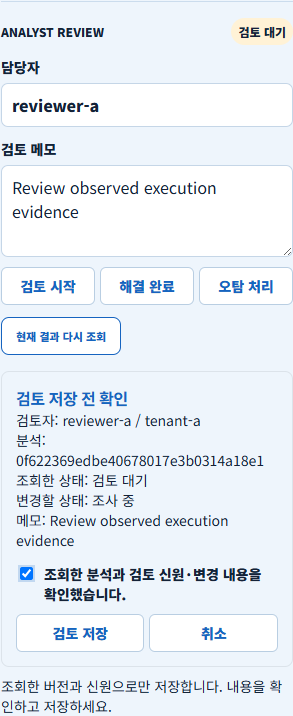 ANALYST REVIEW
검토 대기
담당자
reviewer-a
검토 메모
Review observed execution
evidence
검토 시작
해결 완료
오탐 처리
현재 결과 다시 조회
검토 저장 전 확인
검토자: reviewer-a / tenant-a
분석:
0f622369edbe40678017e3b0314a18e1
조회한 상태: 검토 대기
변경할 상태: 조사 중
메모: Review observed execution
evidence
조회한 분석과 검토 신원·변경 내용을
확인했습니다.
검토 저장
취소
조회한 버전과 신원으로만 저장합니다. 내용을 확
인하고 저장하세요.